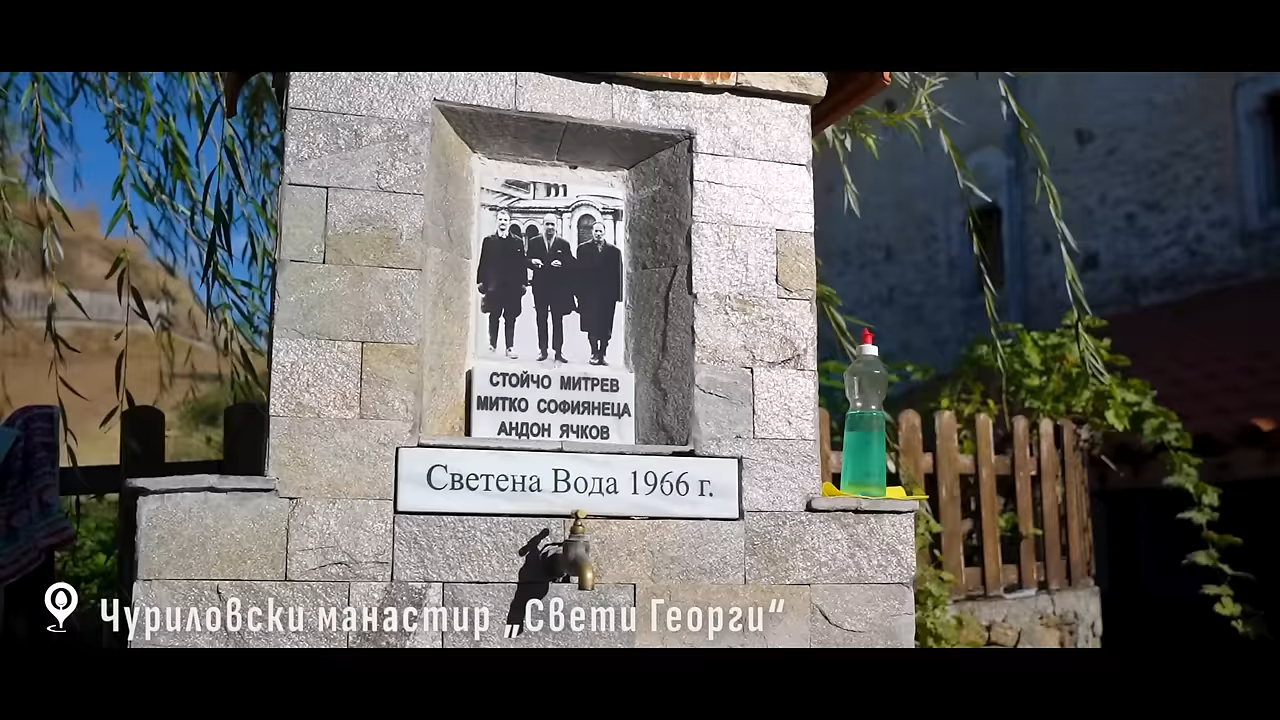 СТОЙЧО МИТРЕВ
МИТКО СОФИЯНЕЦА
АНДОН ЯЧКОВ
Светена Вода 1966 г.
Чуриловски манастир „Свети Георги“